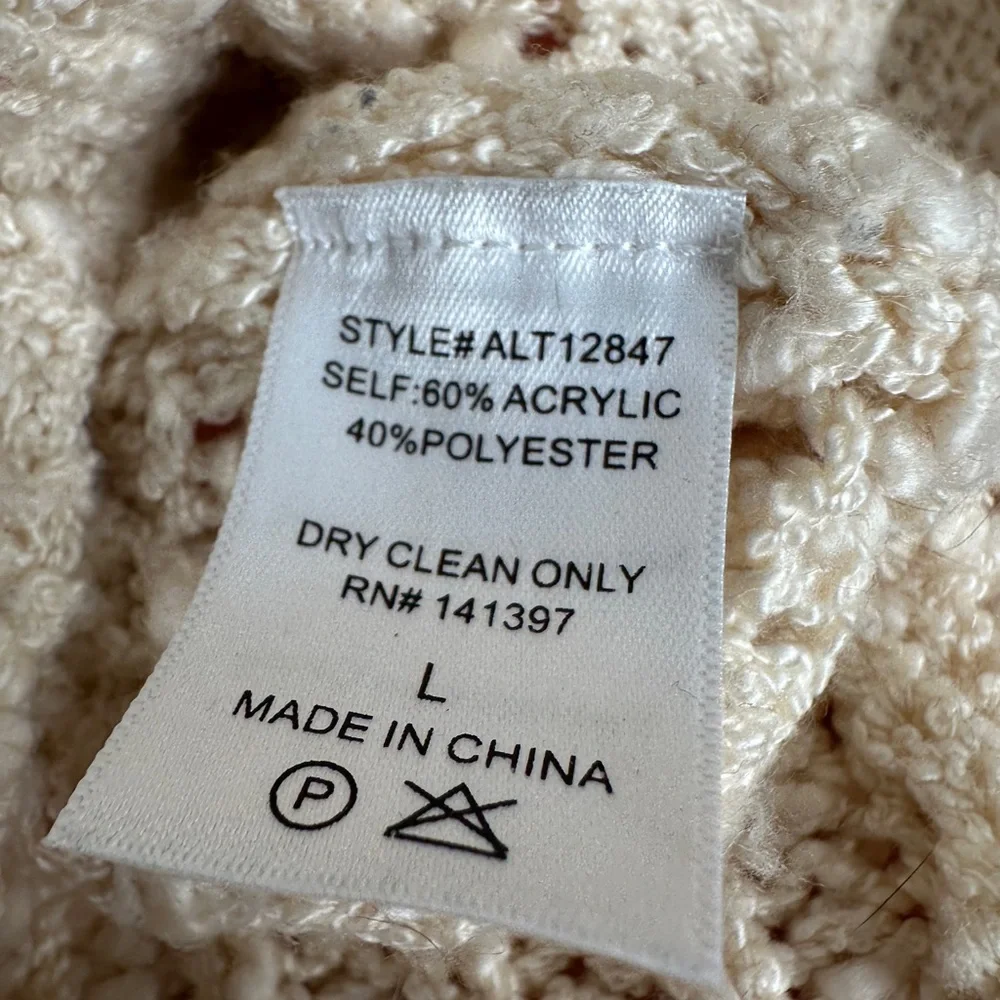 STYLE# ALT12847
SELF:60% ACRYLIC
40%POLYESTER
DRY CLEAN ONLY
RN# 141397
L
MADE IN CHINA
P